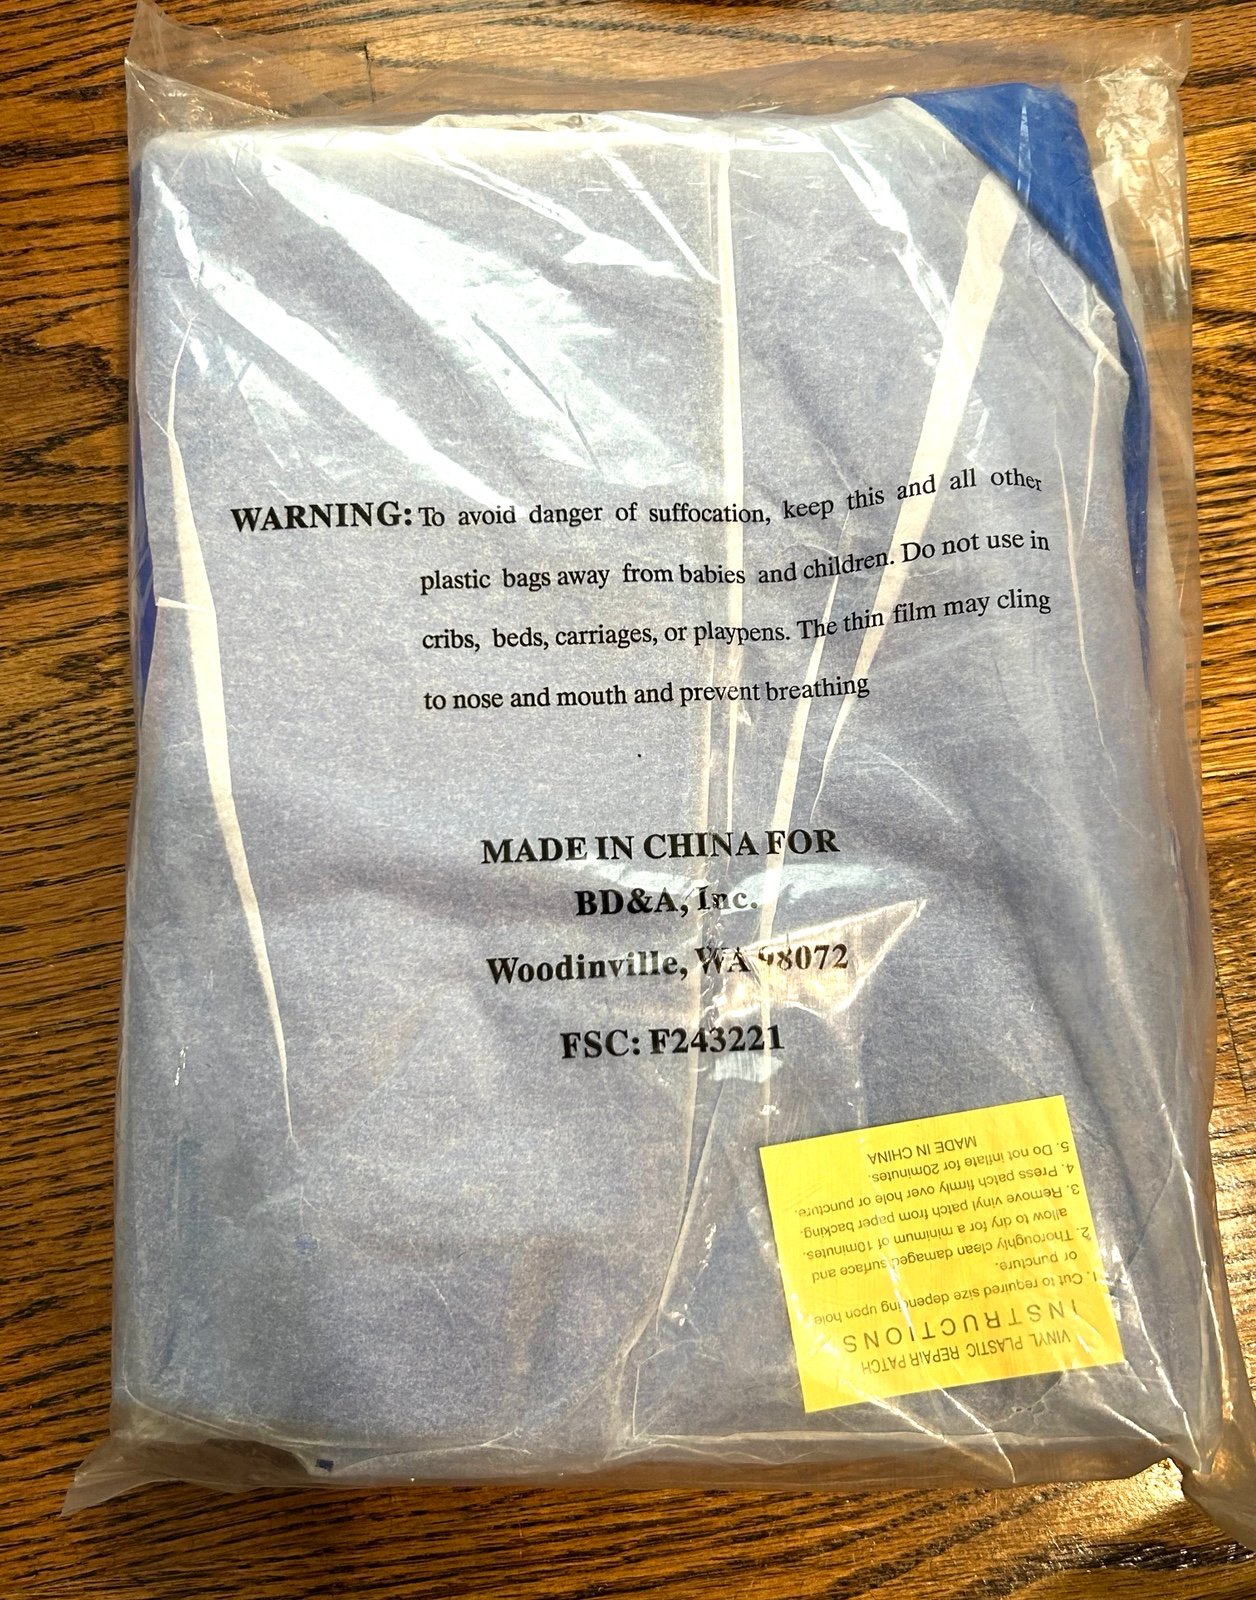 WARNING: To avoid danger of suffocation, keep this and all other
plastic bags away from babies and children. Do not use in
cribs, beds, carriages, or playpens. The thin film may cling
to nose and mouth and prevent breathing
MADE IN CHINA FOR
BD&A, Inc.
Woodinville, WA 98072
FSC: F243221
VINYL PLASTIC REPAIR PATCH
INSTRUCTIONS
1. Cut to required size depending upon hole
or puncture.
2. Thoroughly clean damaged surface and
allow to dry for a minimum of 10minutes.
3. Remove vinyl patch from paper backing.
4. Press patch firmly over hole or puncture.
5. Do not inflate for 20minutes.
MADE IN CHINA